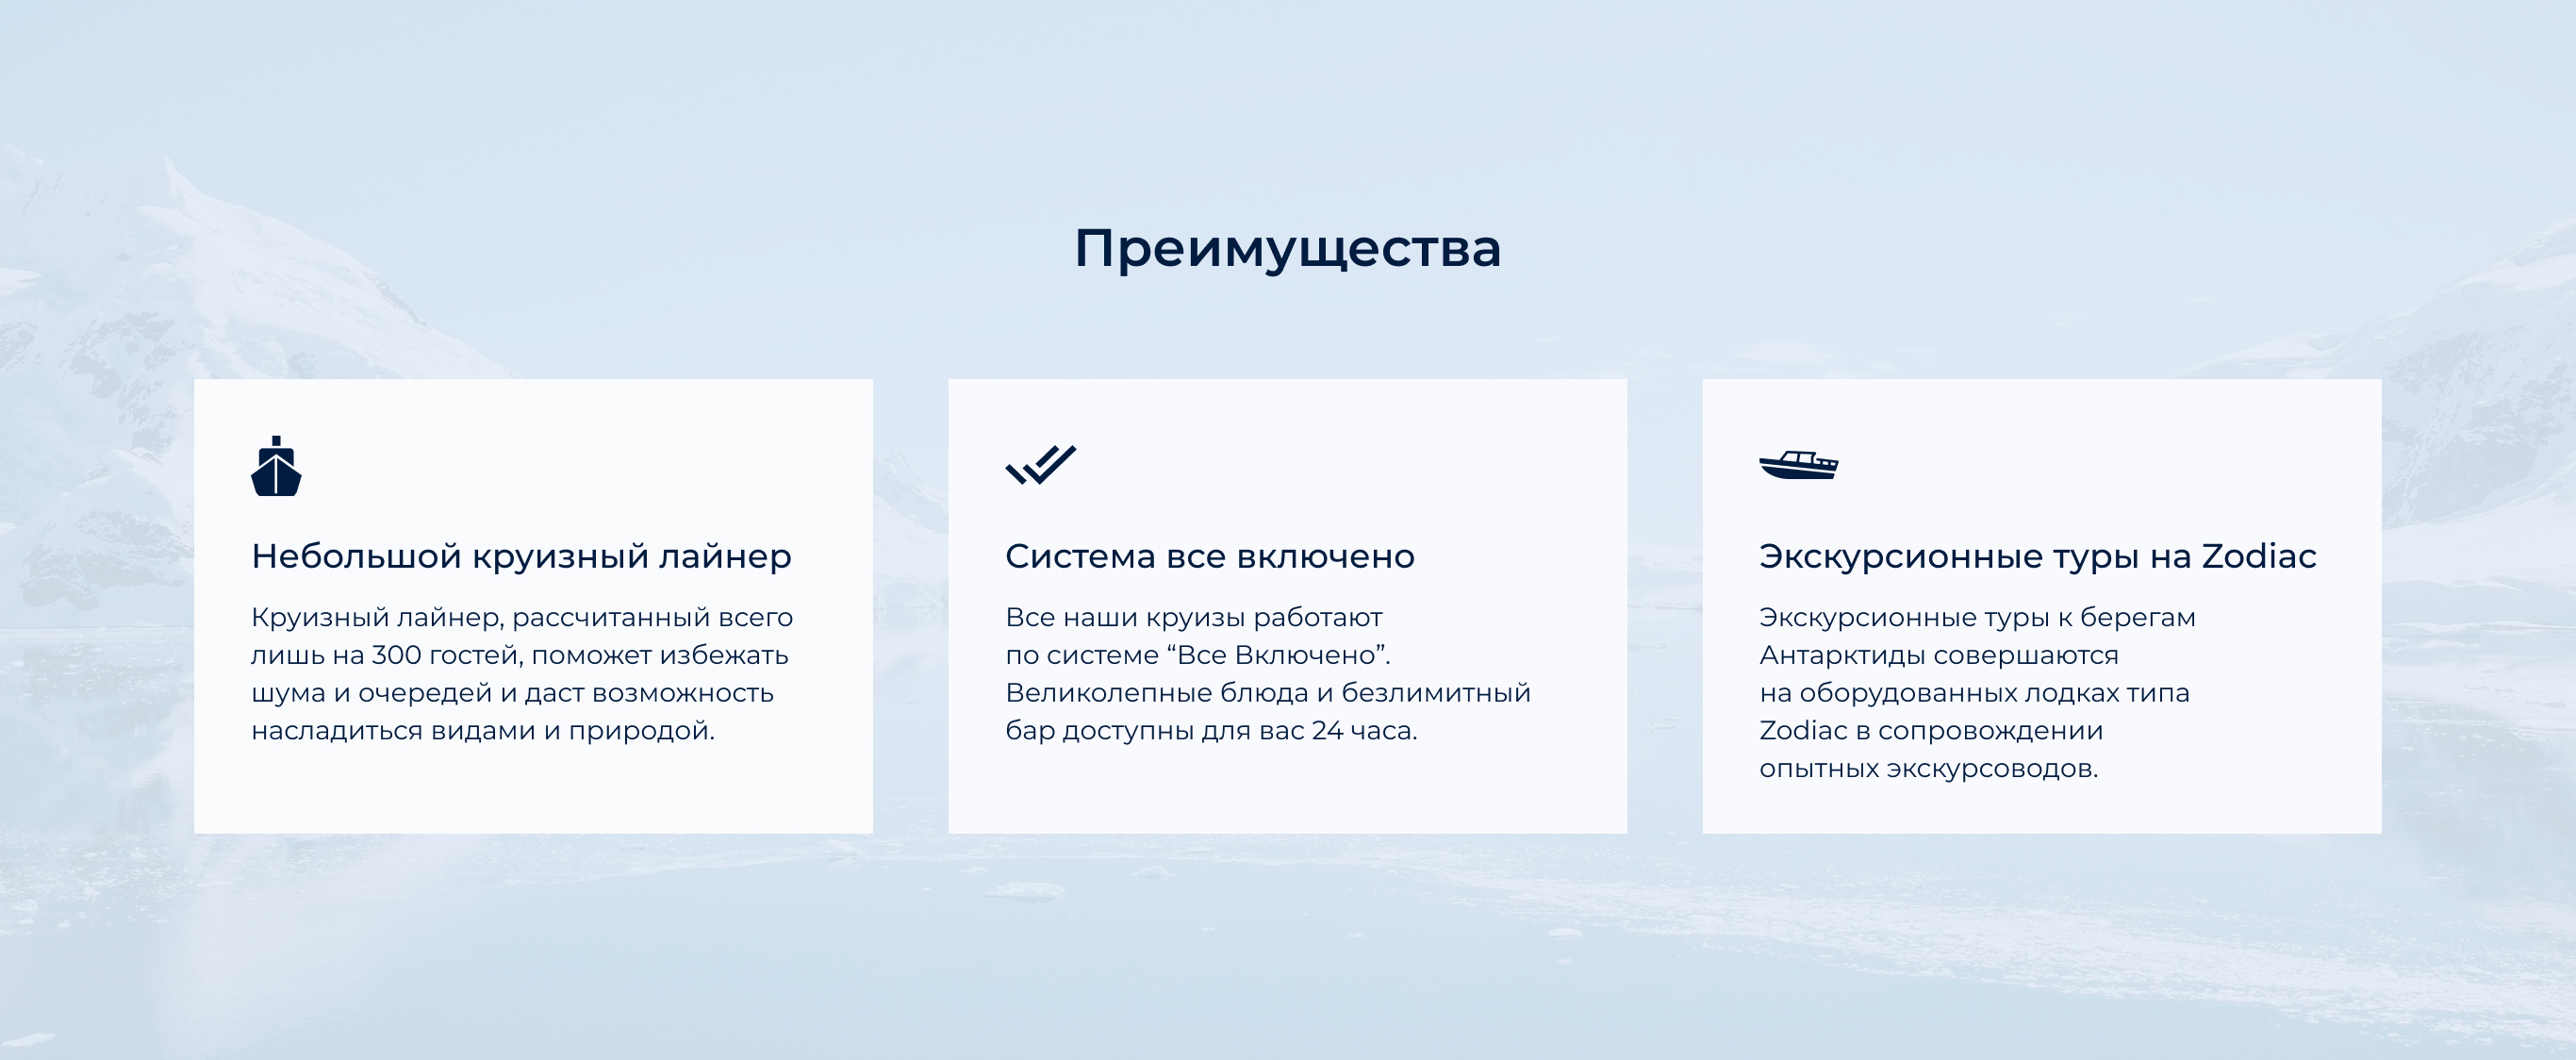 Преимущества
Небольшой круизный лайнер
Круизный лайнер, рассчитанный всего
лишь на 300 гостей, поможет избежать
шума и очередей и даст возможность
насладиться видами и природой.
Система все включено
Все наши круизы работают
по системе “Все Включено”.
Великолепные блюда и безлимитный
бар доступны для вас 24 часа.
Экскурсионные туры на Zodiac
Экскурсионные туры к берегам
Антарктиды совершаются
на оборудованных лодках типа
Zodiac в сопровождении
опытных экскурсоводов.